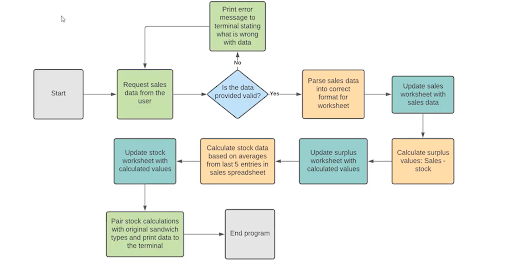 Print error
message to
terminal stating
what is wrong
with data
No
Start
Request sales
data from the
user
Is the data
provided valid?
Yes
Parse sales data
into correct
format for
worksheet
Update sales
worksheet with
sales data
Update stock
worksheet with
calculated values
Calculate stock data
based on averages
from last 5 entries in
sales spreadsheet
Update surplus
worksheet with
calculated values
Calculate surplus
values: Sales -
stock
Pair stock calculations
with original sandwich
types and print data to
the terminal
End program